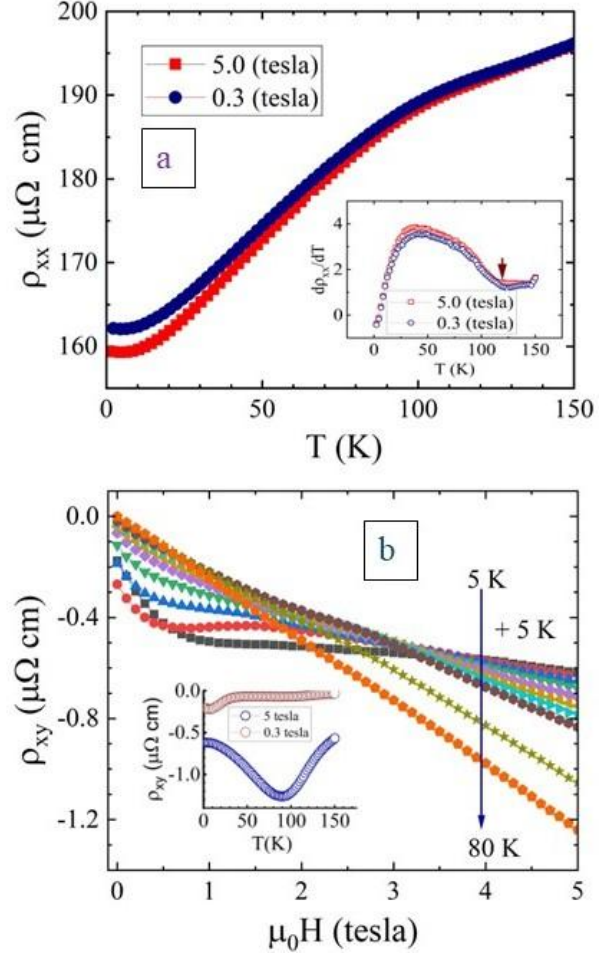 200
190
180
170
160
ρxx (μΩ cm)
5.0 (tesla)
0.3 (tesla)
a
4
2
0
dρxx/dT
5.0 (tesla)
0.3 (tesla)
0 50 100 150
T (K)
0 50 100 150
T (K)
0.0
-0.4
-0.8
-1.2
ρxy (μΩ cm)
b
5 K
+ 5 K
80 K
0.0
-0.5
-1.0
ρxy (μΩ cm)
5 tesla
0.3 tesla
0 50 100 150
T(K)
0 1 2 3 4 5
μ0H (tesla)